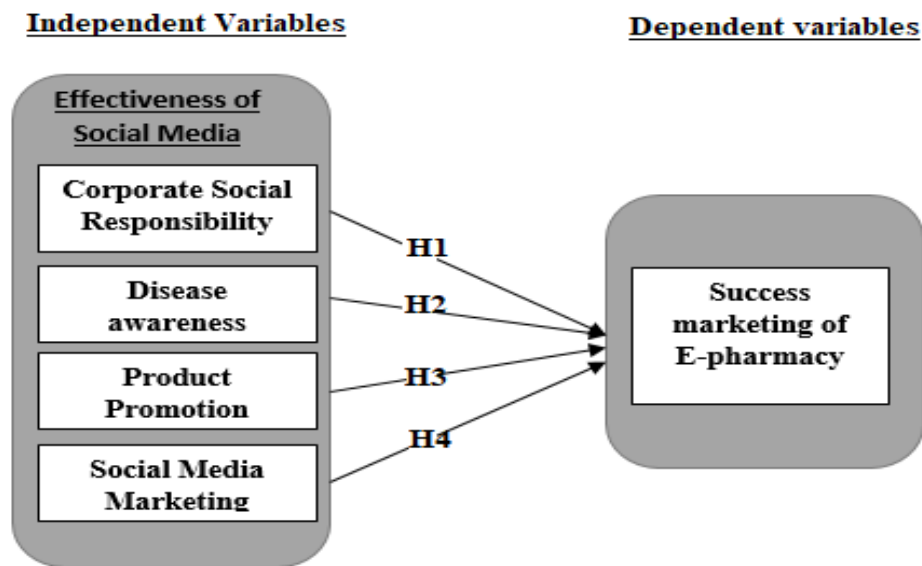 Independent Variables
Dependent variables
Effectiveness of
Social Media
Corporate Social
Responsibility
H1
Disease
awareness
H2
Product
Promotion
H3
Social Media
Marketing
H4
Success
marketing of
E-pharmacy